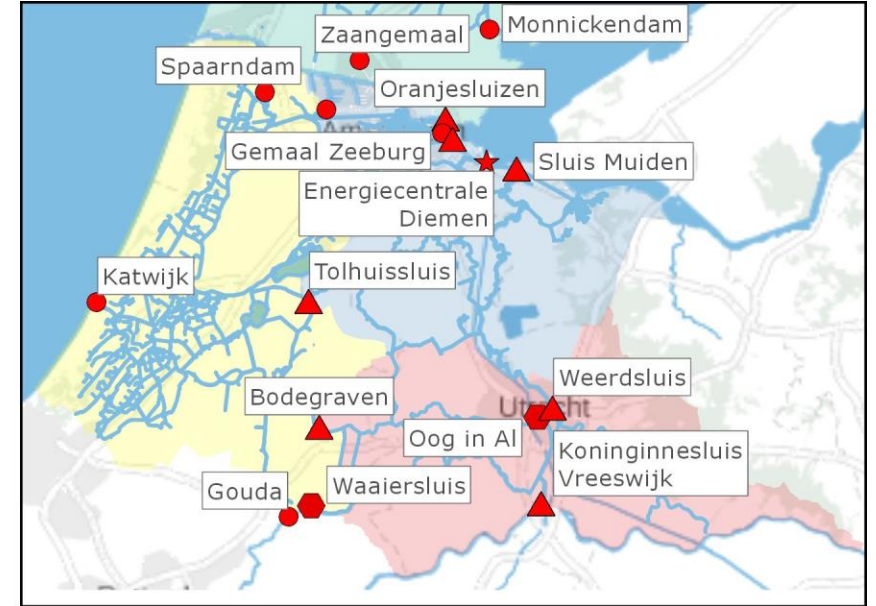 Zaangemaal
Monnickendam
Spaarndam
Oranjesluizen
Am
Gemaal Zeeburg
Sluis Muiden
Energiecentrale
Diemen
Katwijk
Tolhuissluis
Weerdsluis
Bodegraven
Utrecht
Oog in Al
Koninginnesluis
Vreeswijk
Gouda
Waaiersluis